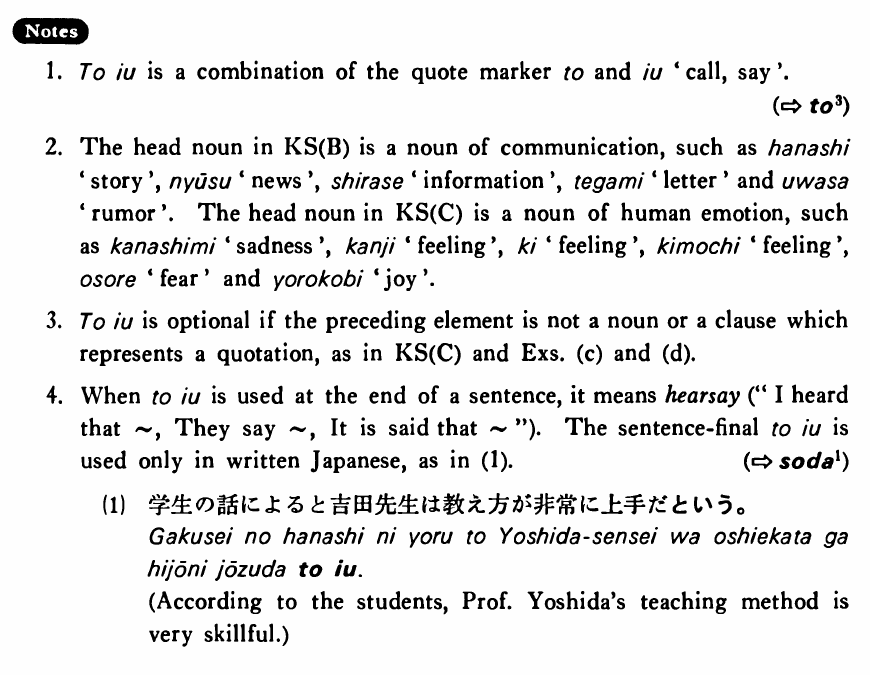 Notes
1. To iu is a combination of the quote marker to and iu ‘call, say’.
(⇨ to³)
2. The head noun in KS(B) is a noun of communication, such as hanashi
‘story’, nyūsu ‘news’, shirase ‘information’, tegami ‘letter’ and uwasa
‘rumor’. The head noun in KS(C) is a noun of human emotion, such
as kanashimi ‘sadness’, kanji ‘feeling’, ki ‘feeling’, kimochi ‘feeling’,
osore ‘fear’ and yorokobi ‘joy’.
3. To iu is optional if the preceding element is not a noun or a clause which
represents a quotation, as in KS(C) and Exs. (c) and (d).
4. When to iu is used at the end of a sentence, it means hearsay (“I heard
that ~, They say ~, It is said that ~”). The sentence-final to iu is
used only in written Japanese, as in (1). (⇨ soda¹)
(1) 学生の話によると吉田先生は教え方が非常に上手だという。
Gakusei no hanashi ni yoru to Yoshida-sensei wa oshiekata ga
hijōni jōzuda to iu.
(According to the students, Prof. Yoshida's teaching method is
very skillful.)